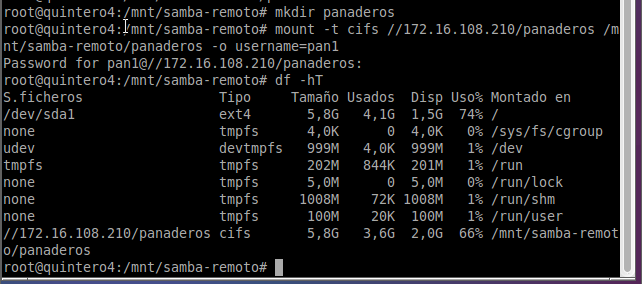 root@quintero4:/mnt/samba-remoto# mkdir panaderos
root@quintero4:/mnt/samba-remoto# mount -t cifs //172.16.108.210/panaderos /m
nt/samba-remoto/panaderos -o username=pan1
Password for pan1@//172.16.108.210/panaderos:
root@quintero4:/mnt/samba-remoto# df -hT
S.ficheros Tipo Tamaño Usados Disp Uso% Montado en
/dev/sda1 ext4 5,8G 4,1G 1,5G 74% /
none tmpfs 4,0K 0 4,0K 0% /sys/fs/cgroup
udev devtmpfs 999M 4,0K 999M 1% /dev
tmpfs tmpfs 202M 844K 201M 1% /run
none tmpfs 5,0M 0 5,0M 0% /run/lock
none tmpfs 1008M 72K 1008M 1% /run/shm
none tmpfs 100M 20K 100M 1% /run/user
//172.16.108.210/panaderos cifs 5,8G 3,6G 2,0G 66% /mnt/samba-remot
o/panaderos
root@quintero4:/mnt/samba-remoto#